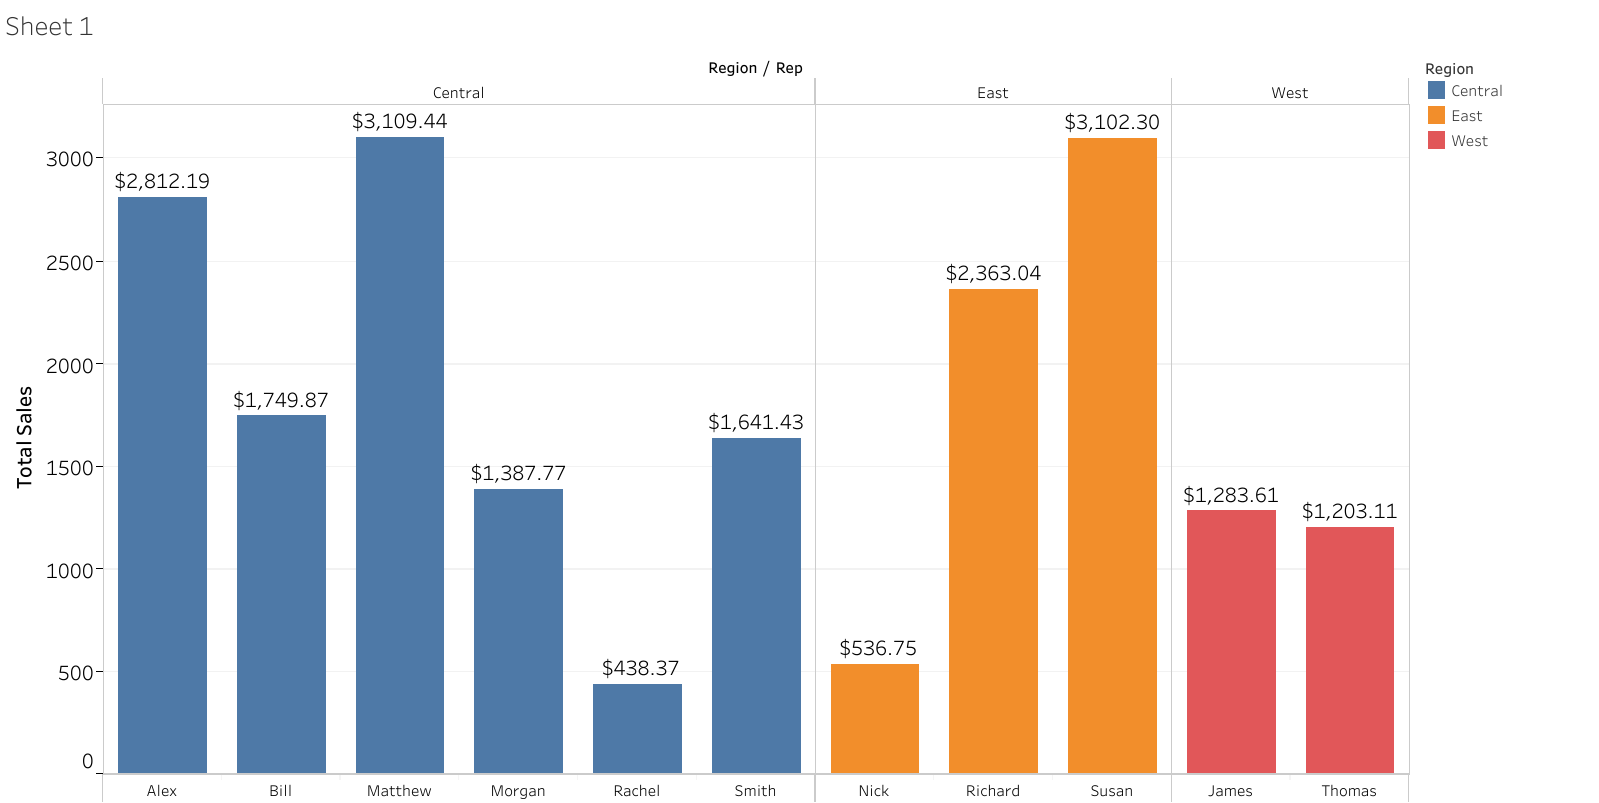 Sheet 1
Region / Rep
Central East West
$3,109.44 $3,102.30
$2,812.19
$2,363.04
$1,749.87
$1,641.43
$1,387.77
$1,283.61
$1,203.11
$536.75
$438.37
3000
2500
2000
1500
1000
500
0
Total Sales
Alex Bill Matthew Morgan Rachel Smith Nick Richard Susan James Thomas
Region
Central
East
West